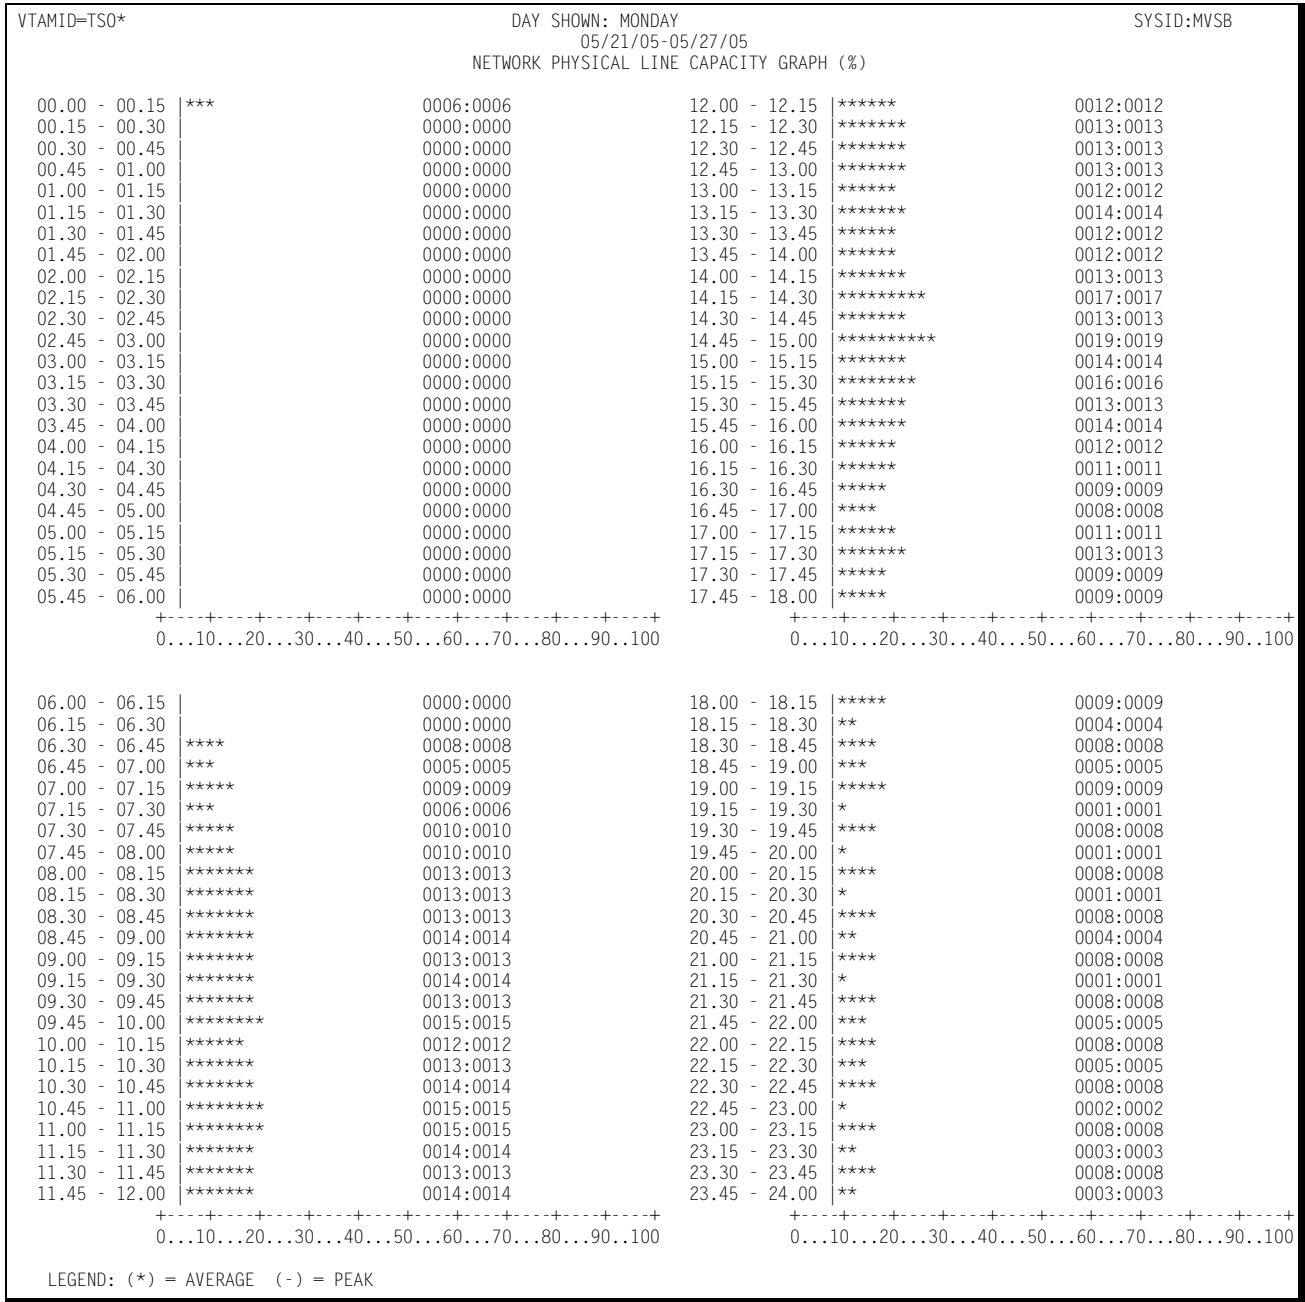 VTAMID=TSO* DAY SHOWN: MONDAY SYSID:MVSB
05/21/05-05/27/05
NETWORK PHYSICAL LINE CAPACITY GRAPH (%)
00.00 - 00.15 |*** 0006:0006 12.00 - 12.15 |****** 0012:0012
00.15 - 00.30 | 0000:0000 12.15 - 12.30 |******* 0013:0013
00.30 - 00.45 | 0000:0000 12.30 - 12.45 |******* 0013:0013
00.45 - 01.00 | 0000:0000 12.45 - 13.00 |******* 0013:0013
01.00 - 01.15 | 0000:0000 13.00 - 13.15 |****** 0012:0012
01.15 - 01.30 | 0000:0000 13.15 - 13.30 |******* 0014:0014
01.30 - 01.45 | 0000:0000 13.30 - 13.45 |****** 0012:0012
01.45 - 02.00 | 0000:0000 13.45 - 14.00 |****** 0012:0012
02.00 - 02.15 | 0000:0000 14.00 - 14.15 |******* 0013:0013
02.15 - 02.30 | 0000:0000 14.15 - 14.30 |********* 0017:0017
02.30 - 02.45 | 0000:0000 14.30 - 14.45 |******* 0013:0013
02.45 - 03.00 | 0000:0000 14.45 - 15.00 |********** 0019:0019
03.00 - 03.15 | 0000:0000 15.00 - 15.15 |******* 0014:0014
03.15 - 03.30 | 0000:0000 15.15 - 15.30 |******** 0016:0016
03.30 - 03.45 | 0000:0000 15.30 - 15.45 |******* 0013:0013
03.45 - 04.00 | 0000:0000 15.45 - 16.00 |******* 0014:0014
04.00 - 04.15 | 0000:0000 16.00 - 16.15 |****** 0012:0012
04.15 - 04.30 | 0000:0000 16.15 - 16.30 |****** 0011:0011
04.30 - 04.45 | 0000:0000 16.30 - 16.45 |***** 0009:0009
04.45 - 05.00 | 0000:0000 16.45 - 17.00 |**** 0008:0008
05.00 - 05.15 | 0000:0000 17.00 - 17.15 |****** 0011:0011
05.15 - 05.30 | 0000:0000 17.15 - 17.30 |******* 0013:0013
05.30 - 05.45 | 0000:0000 17.30 - 17.45 |***** 0009:0009
05.45 - 06.00 | 0000:0000 17.45 - 18.00 |***** 0009:0009
+----+----+----+----+----+----+----+----+----+----+ +----+----+----+----+----+----+----+----+----+----+
0...10...20...30...40...50...60...70...80...90..100 0...10...20...30...40...50...60...70...80...90..100
06.00 - 06.15 | 0000:0000 18.00 - 18.15 |***** 0009:0009
06.15 - 06.30 | 0000:0000 18.15 - 18.30 |** 0004:0004
06.30 - 06.45 |**** 0008:0008 18.30 - 18.45 |**** 0008:0008
06.45 - 07.00 |*** 0005:0005 18.45 - 19.00 |*** 0005:0005
07.00 - 07.15 |***** 0009:0009 19.00 - 19.15 |***** 0009:0009
07.15 - 07.30 |*** 0006:0006 19.15 - 19.30 |* 0001:0001
07.30 - 07.45 |***** 0010:0010 19.30 - 19.45 |**** 0008:0008
07.45 - 08.00 |***** 0010:0010 19.45 - 20.00 |* 0001:0001
08.00 - 08.15 |******* 0013:0013 20.00 - 20.15 |**** 0008:0008
08.15 - 08.30 |******* 0013:0013 20.15 - 20.30 |* 0001:0001
08.30 - 08.45 |******* 0013:0013 20.30 - 20.45 |**** 0008:0008
08.45 - 09.00 |******* 0014:0014 20.45 - 21.00 |** 0004:0004
09.00 - 09.15 |******* 0013:0013 21.00 - 21.15 |**** 0008:0008
09.15 - 09.30 |******* 0014:0014 21.15 - 21.30 |* 0001:0001
09.30 - 09.45 |******* 0013:0013 21.30 - 21.45 |**** 0008:0008
09.45 - 10.00 |******** 0015:0015 21.45 - 22.00 |*** 0005:0005
10.00 - 10.15 |****** 0012:0012 22.00 - 22.15 |**** 0008:0008
10.15 - 10.30 |******* 0013:0013 22.15 - 22.30 |*** 0005:0005
10.30 - 10.45 |******* 0014:0014 22.30 - 22.45 |**** 0008:0008
10.45 - 11.00 |******** 0015:0015 22.45 - 23.00 |* 0002:0002
11.00 - 11.15 |******** 0015:0015 23.00 - 23.15 |**** 0008:0008
11.15 - 11.30 |******* 0014:0014 23.15 - 23.30 |** 0003:0003
11.30 - 11.45 |******* 0013:0013 23.30 - 23.45 |**** 0008:0008
11.45 - 12.00 |******* 0014:0014 23.45 - 24.00 |** 0003:0003
+----+----+----+----+----+----+----+----+----+----+ +----+----+----+----+----+----+----+----+----+----+
0...10...20...30...40...50...60...70...80...90..100 0...10...20...30...40...50...60...70...80...90..100
LEGEND: (*) = AVERAGE (-) = PEAK